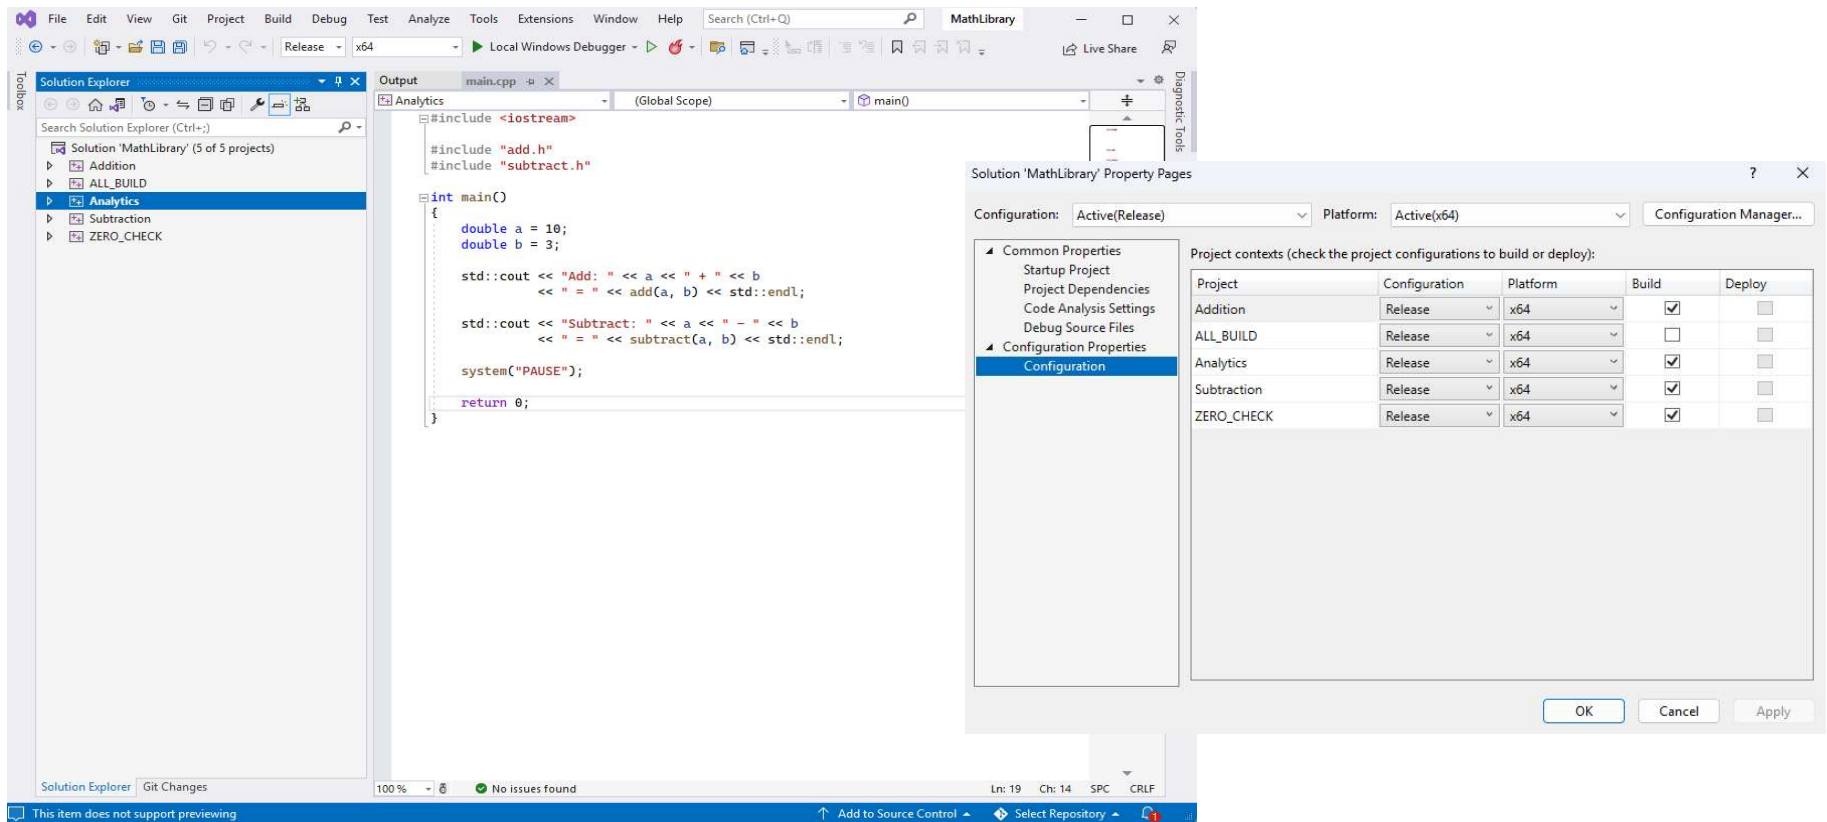 File Edit View Git Project Build Debug Test Analyze Tools Extensions Window Help Search (Ctrl+Q) MathLibrary
Release x64 Local Windows Debugger Live Share
Toolbox
Solution Explorer
Search Solution Explorer (Ctrl+;)
Solution 'MathLibrary' (5 of 5 projects)
Addition
ALL_BUILD
Analytics
Subtraction
ZERO_CHECK
Solution Explorer Git Changes
Output main.cpp
Analytics (Global Scope) main()
#include <iostream>
#include "add.h"
#include "subtract.h"
int main()
{
double a = 10;
double b = 3;
std::cout << "Add: " << a << " + " << b
<< " = " << add(a, b) << std::endl;
std::cout << "Subtract: " << a << " - " << b
<< " = " << subtract(a, b) << std::endl;
system("PAUSE");
return 0;
}
Diagnostic Tools
100 % No issues found Ln: 19 Ch: 14 SPC CRLF
This item does not support previewing Add to Source Control Select Repository 1
Solution 'MathLibrary' Property Pages ?
Configuration: Active(Release) Platform: Active(x64) Configuration Manager...
Common Properties
Startup Project
Project Dependencies
Code Analysis Settings
Debug Source Files
Configuration Properties
Configuration
Project contexts (check the project configurations to build or deploy):
Project Configuration Platform Build Deploy
Addition Release x64
ALL_BUILD Release x64
Analytics Release x64
Subtraction Release x64
ZERO_CHECK Release x64
OK Cancel Apply